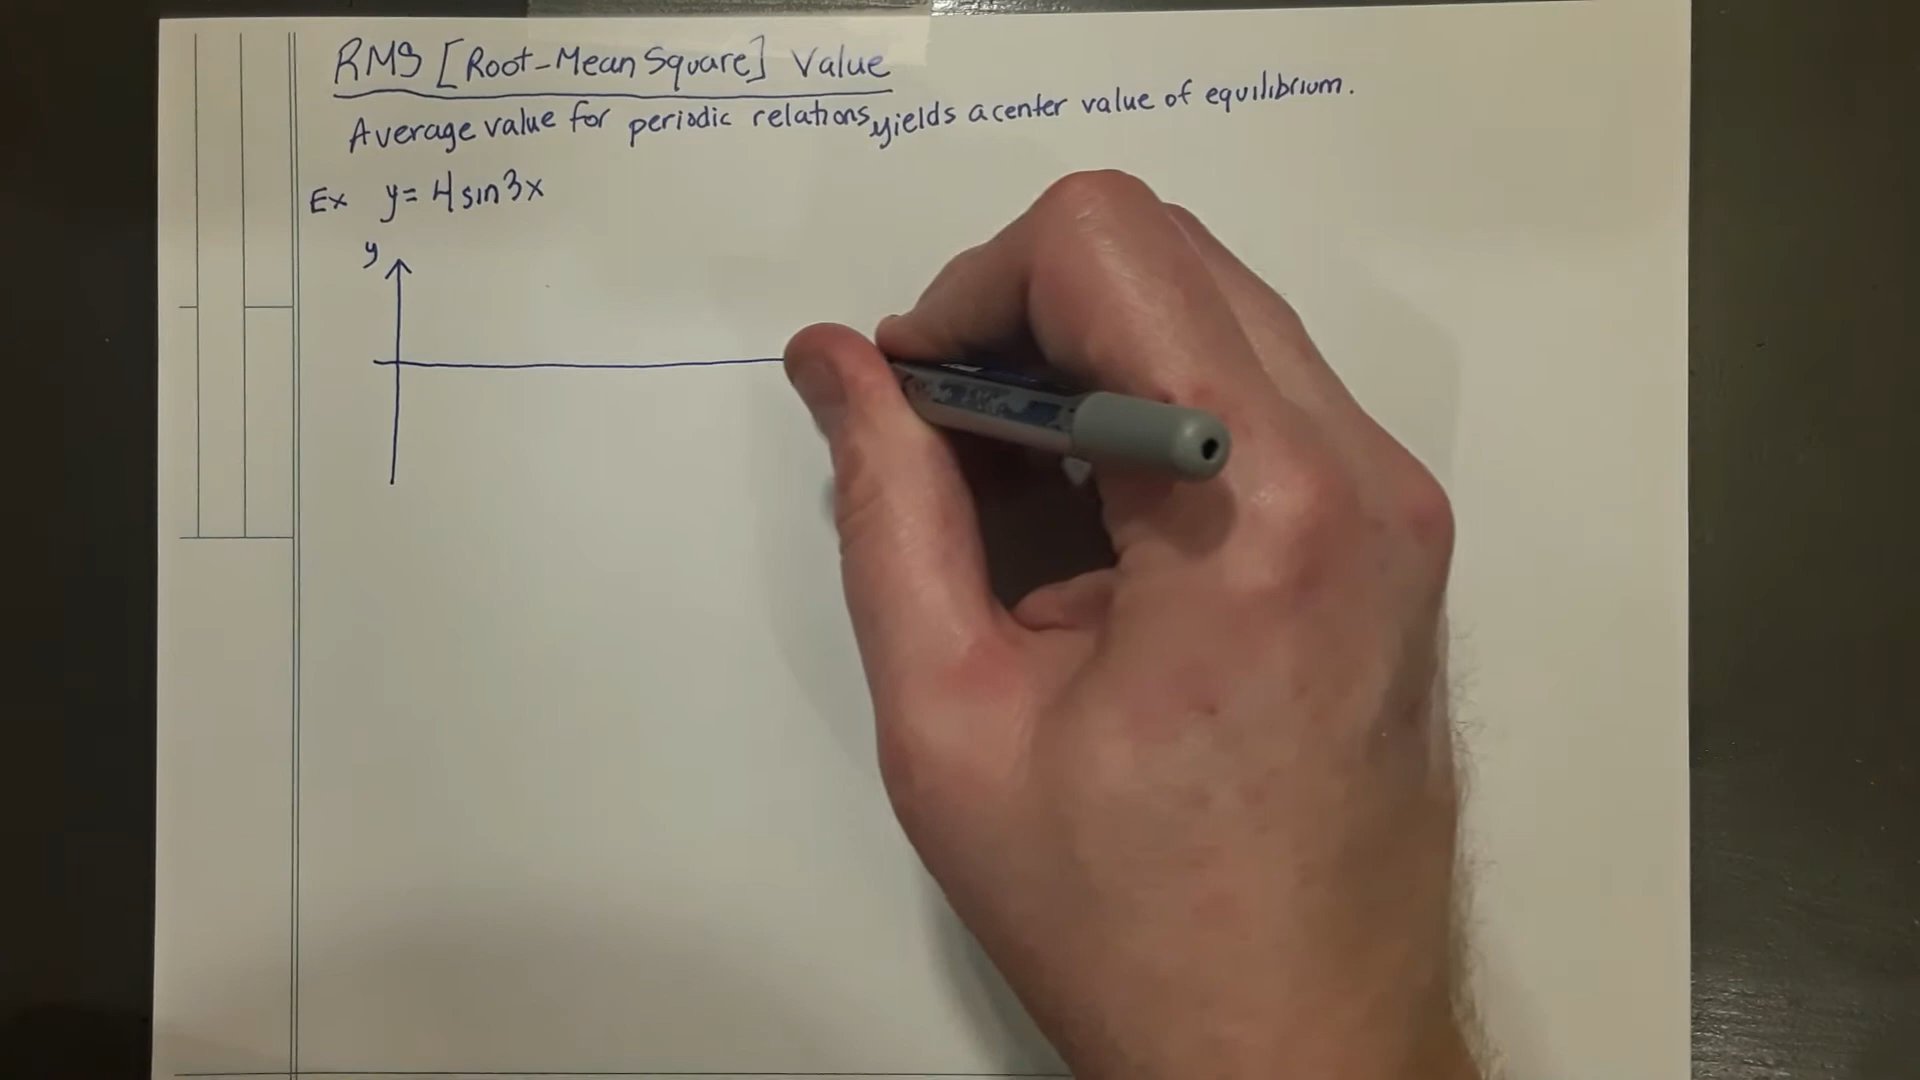 RMS [Root-Mean Square] Value
Average value for periodic relations, yields a center value of equilibrium.
Ex y= 4 sin 3x
y